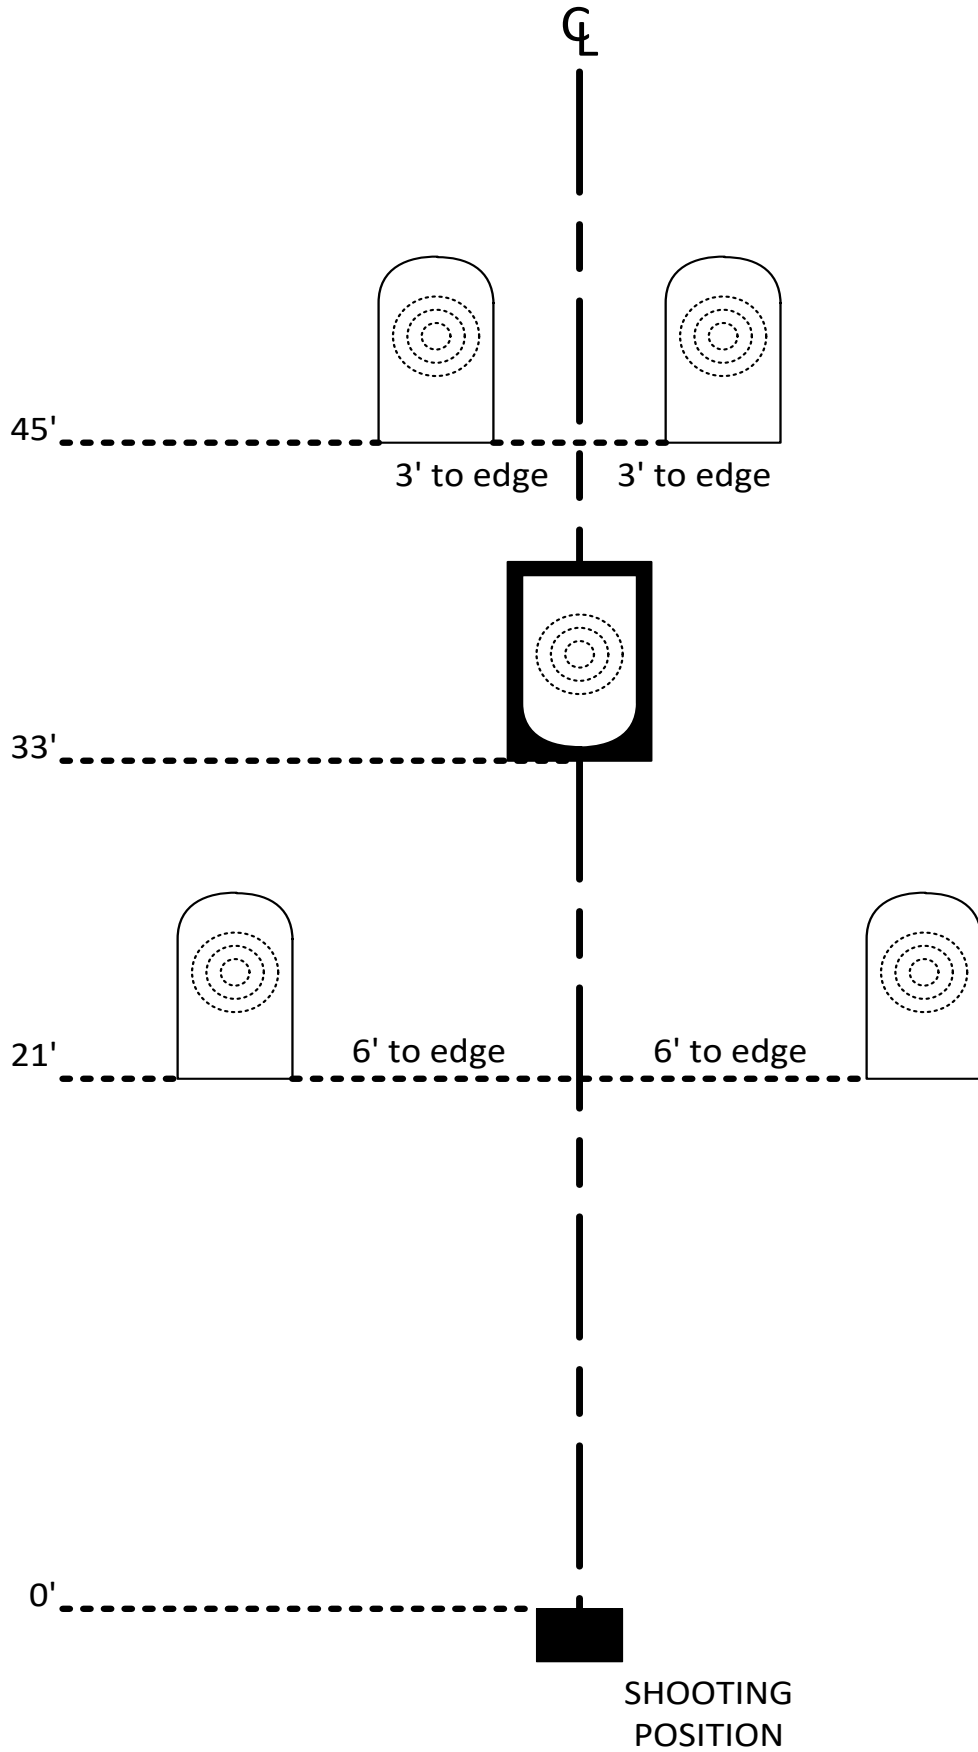 ℄
45'
3' to edge 3' to edge
33'
21'
6' to edge 6' to edge
0'
SHOOTING
POSITION